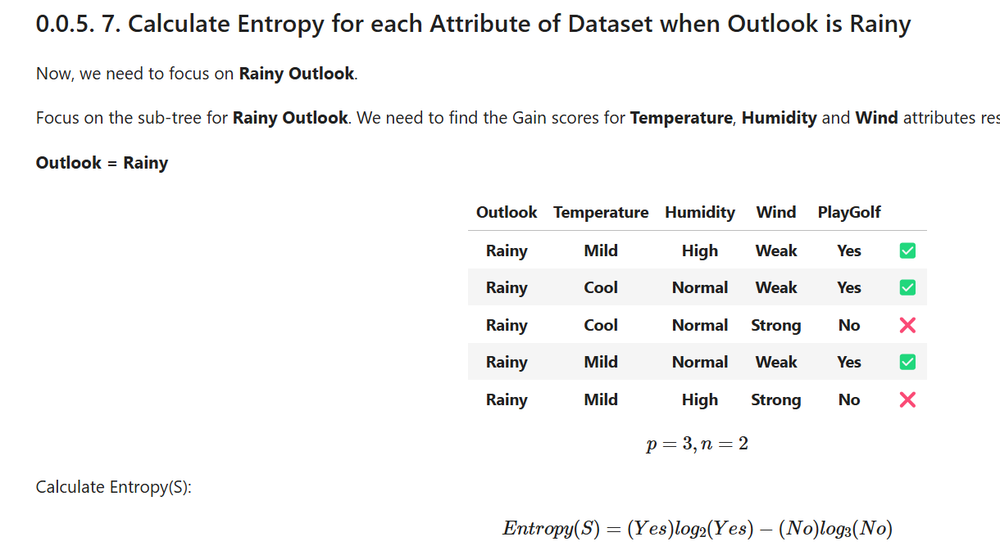 0.0.5. 7. Calculate Entropy for each Attribute of Dataset when Outlook is Rainy
Now, we need to focus on Rainy Outlook.
Focus on the sub-tree for Rainy Outlook. We need to find the Gain scores for Temperature, Humidity and Wind attributes res
Outlook = Rainy
Outlook Temperature Humidity Wind PlayGolf
Rainy Mild High Weak Yes ✅
Rainy Cool Normal Weak Yes ✅
Rainy Cool Normal Strong No ❌
Rainy Mild Normal Weak Yes ✅
Rainy Mild High Strong No ❌
p = 3, n = 2
Calculate Entropy(S):
Entropy(S) = (Yes)log₂(Yes) − (No)log₃(No)